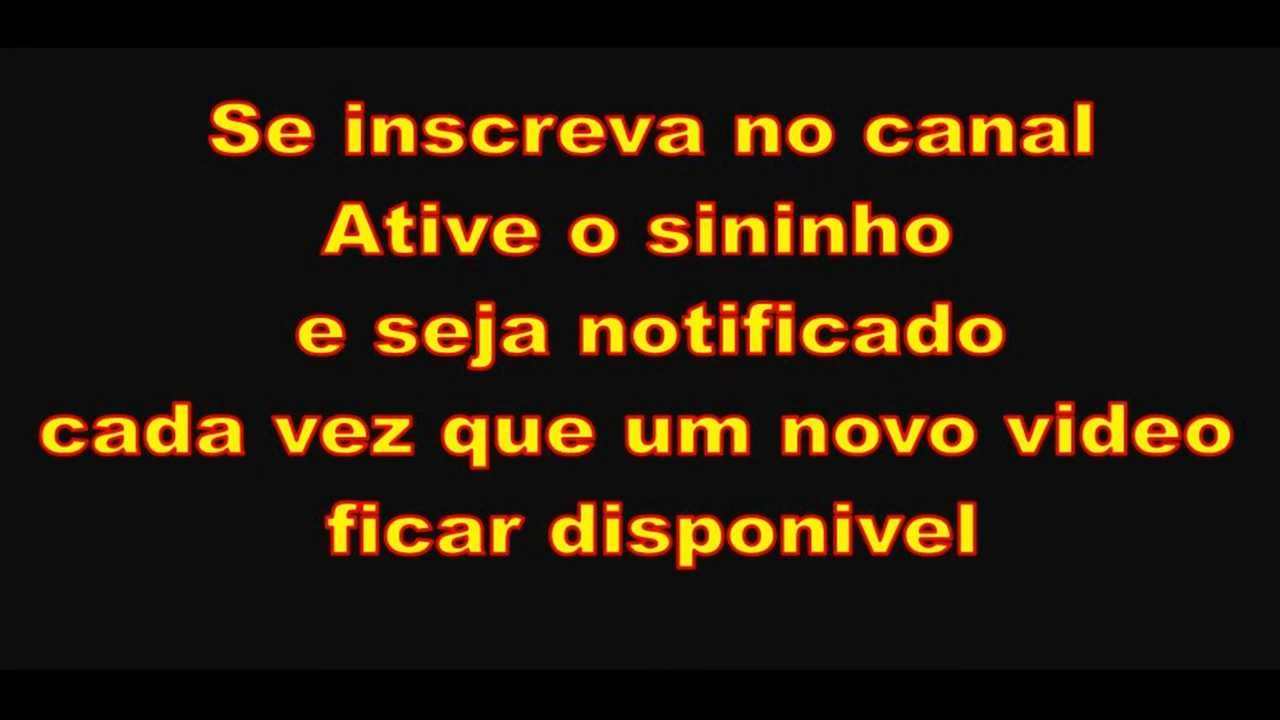 Se inscreva no canal
Ative o sininho
e seja notificado
cada vez que um novo video
ficar disponivel